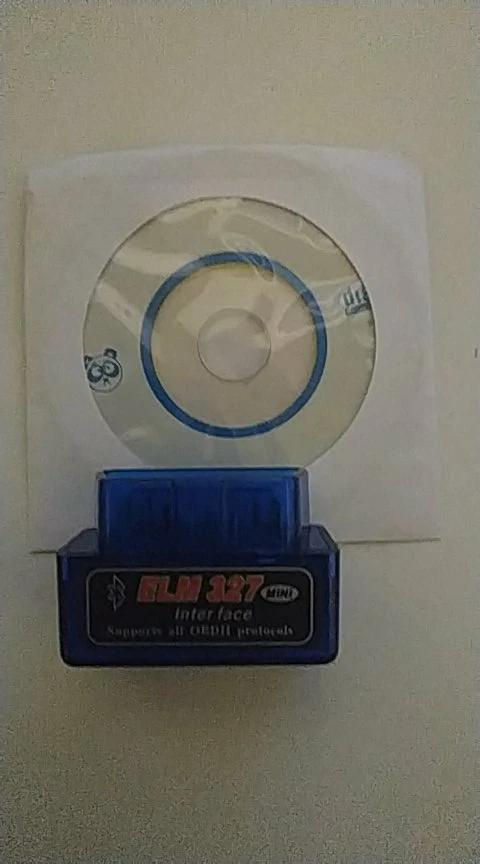 ELM 327 MINI
Interface
Supports all OBDII protocols